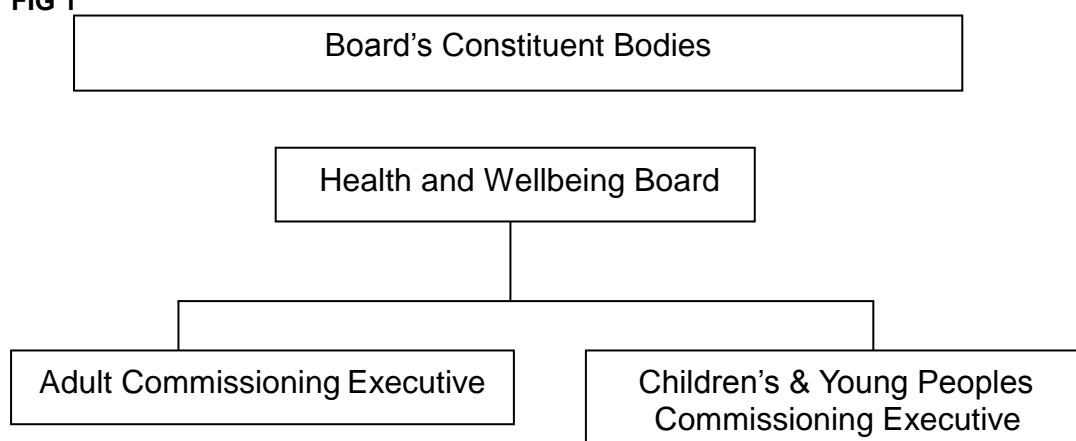 FIG 1
Board’s Constituent Bodies
Health and Wellbeing Board
Adult Commissioning Executive
Children’s & Young Peoples
Commissioning Executive